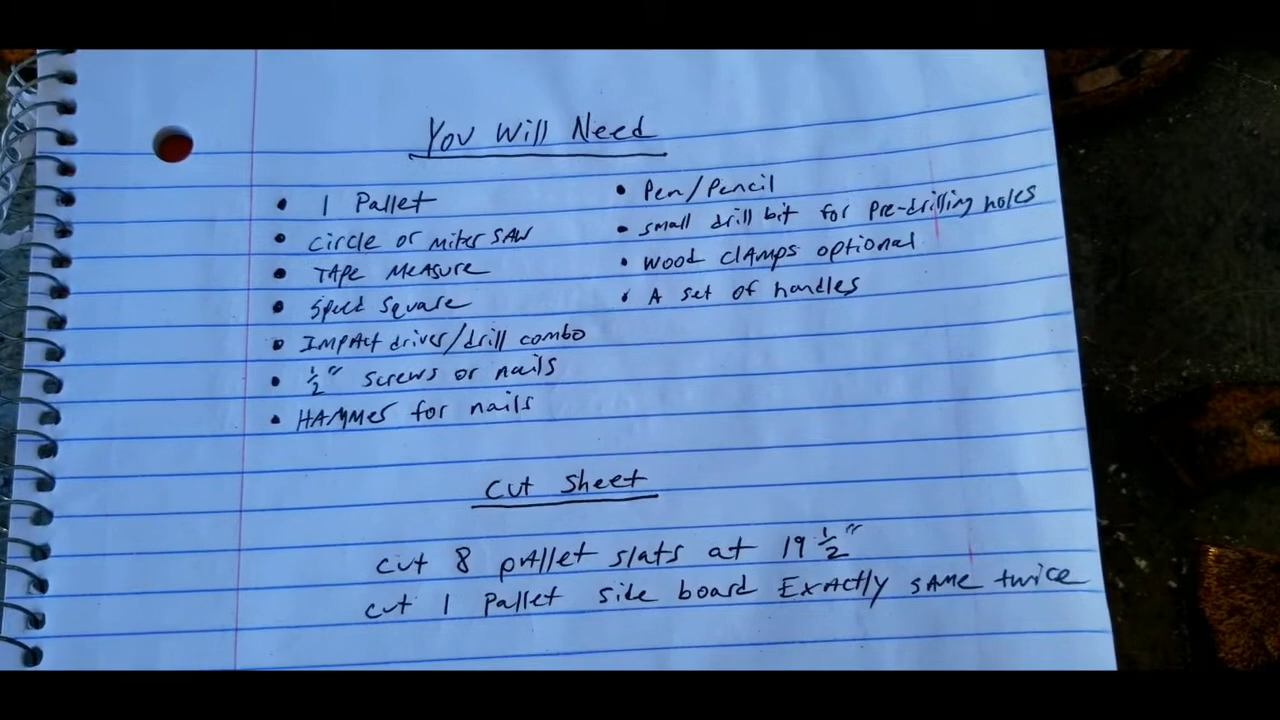 You Will Need
• 1 Pallet
• circle or miter SAW
• TAPE MEASURE
• Speed Square
• IMPAct driver/drill combo
• 1/2" screws or nails
• HAMMER for nails
• Pen/Pencil
• small drill bit for Pre-drilling holes
• wood clAmps optional
• A set of handles
Cut Sheet
cut 8 pAllet slats at 19 1/2"
cut 1 Pallet side board ExActly SAME twice